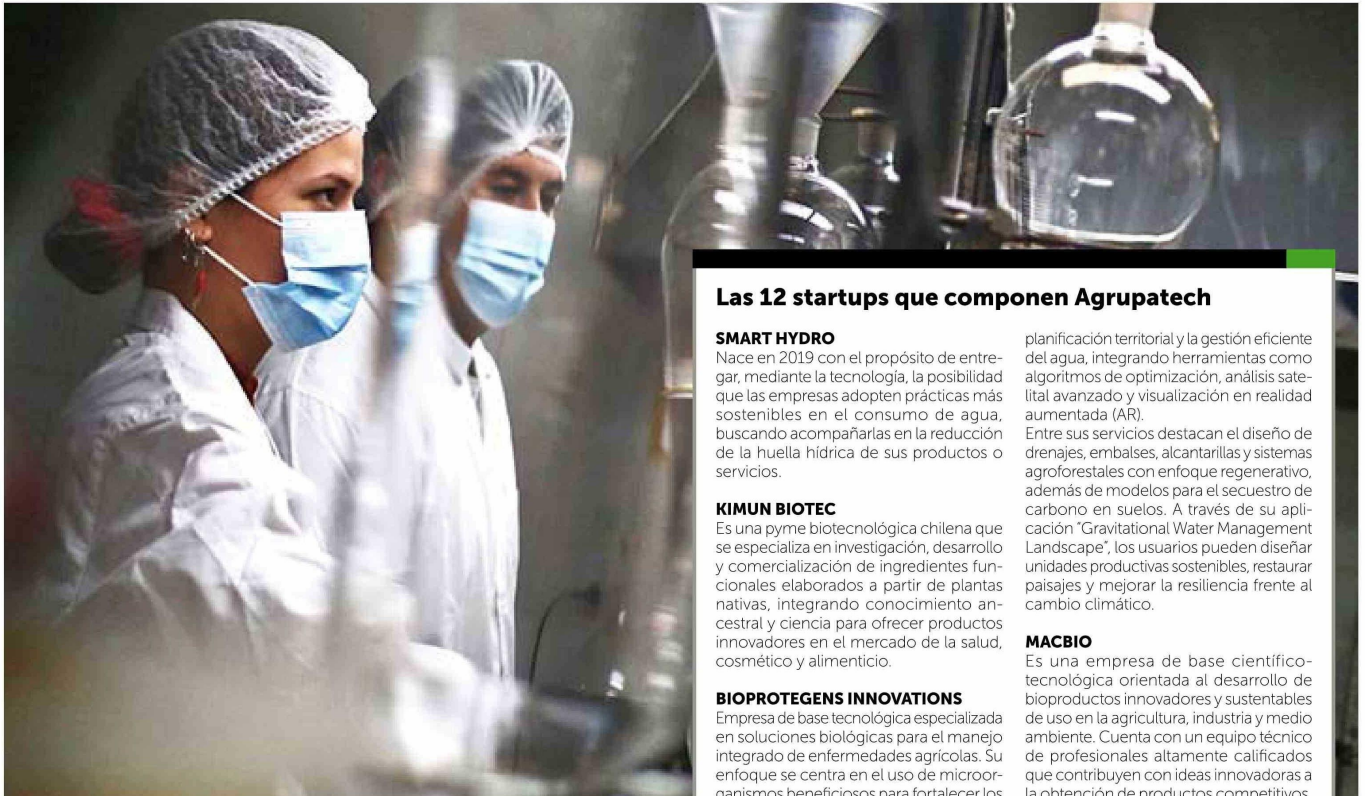 Las 12 startups que componen Agrupatech
SMART HYDRO
Nace en 2019 con el propósito de entre-
gar, mediante la tecnología, la posibilidad
que las empresas adopten prácticas más
sostenibles en el consumo de agua,
buscando acompañarlas en la reducción
de la huella hídrica de sus productos o
servicios.
KIMUN BIOTEC
Es una pyme biotecnológica chilena que
se especializa en investigación, desarrollo
y comercialización de ingredientes fun-
cionales elaborados a partir de plantas
nativas, integrando conocimiento an-
cestral y ciencia para ofrecer productos
innovadores en el mercado de la salud,
cosmético y alimenticio.
BIOPROTEGENS INNOVATIONS
Empresa de base tecnológica especializada
en soluciones biológicas para el manejo
integrado de enfermedades agrícolas. Su
enfoque se centra en el uso de microor-
ganismos beneficiosos para fortalecer los
planificación territorial y la gestión eficiente
del agua, integrando herramientas como
algoritmos de optimización, análisis sate-
lital avanzado y visualización en realidad
aumentada (AR).
Entre sus servicios destacan el diseño de
drenajes, embalses, alcantarillas y sistemas
agroforestales con enfoque regenerativo,
además de modelos para el secuestro de
carbono en suelos. A través de su apli-
cación “Gravitational Water Management
Landscape”, los usuarios pueden diseñar
unidades productivas sostenibles, restaurar
paisajes y mejorar la resiliencia frente al
cambio climático.
MACBIO
Es una empresa de base científico-
tecnológica orientada al desarrollo de
bioproductos innovadores y sustentables
de uso en la agricultura, industria y medio
ambiente. Cuenta con un equipo técnico
de profesionales altamente calificados
que contribuyen con ideas innovadoras a
la obtención de productos competitivos,